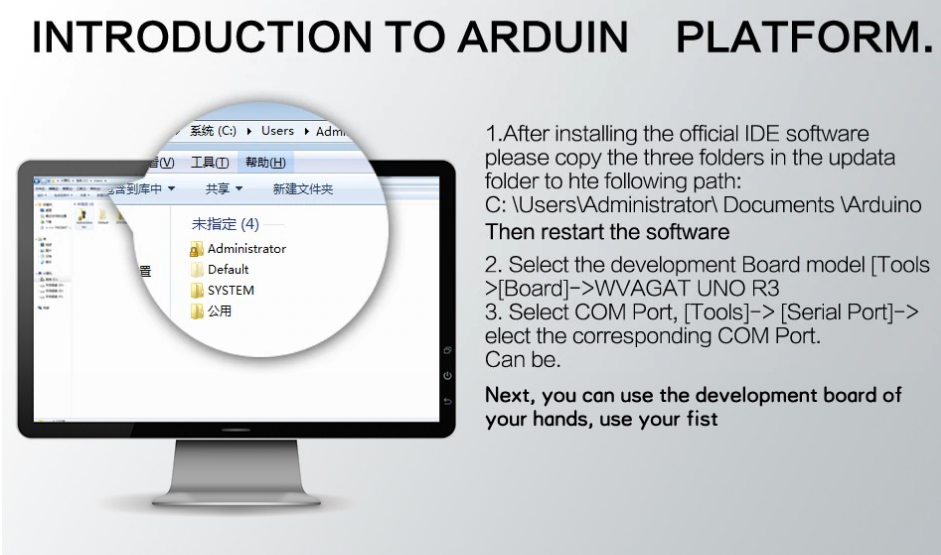 INTRODUCTION TO ARDUIN PLATFORM.
系统 (C:) ▸ Users ▸ Admi
(V) 工具(T) 帮助(H)
含到库中 ▼ 共享 ▼ 新建文件夹
未指定 (4)
Administrator
置
Default
SYSTEM
公用
1.After installing the official IDE software
please copy the three folders in the updata
folder to hte following path:
C: \Users\Administrator\ Documents \Arduino
Then restart the software
2. Select the development Board model [Tools
>[Board]->WVAGAT UNO R3
3. Select COM Port, [Tools]-> [Serial Port]->
elect the corresponding COM Port.
Can be.
Next, you can use the development board of
your hands, use your fist